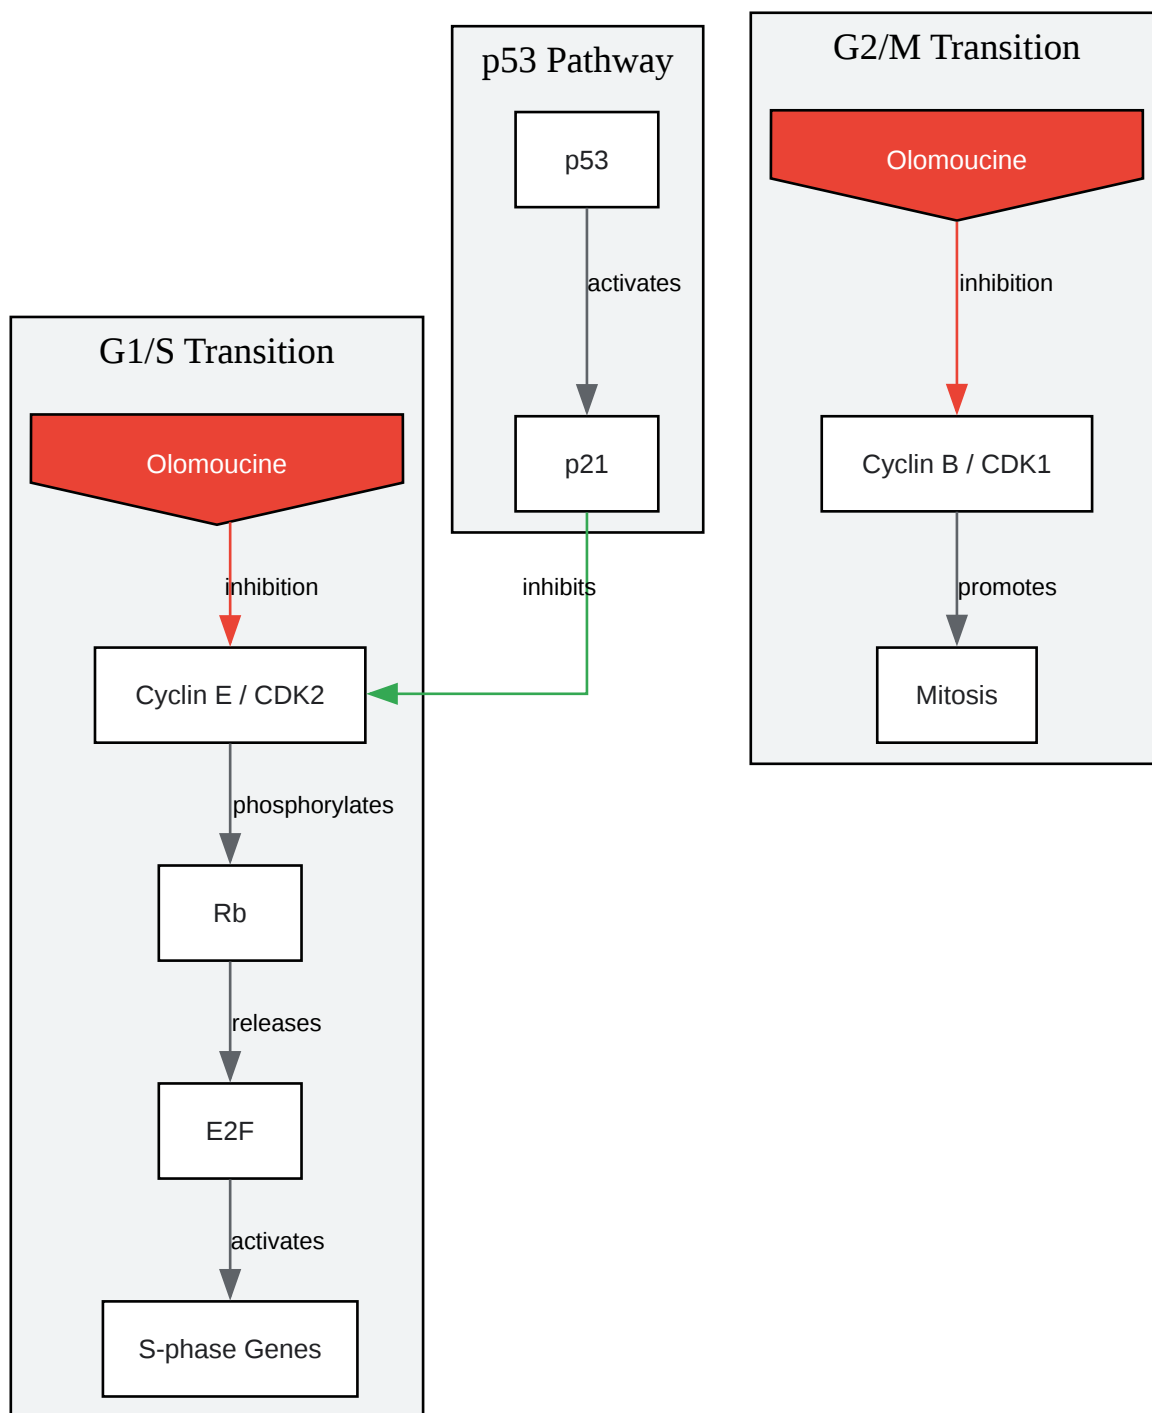 p53 Pathway
p53
activates
p21
inhibits
G2/M Transition
Olomoucine
inhibition
Cyclin B / CDK1
promotes
Mitosis
G1/S Transition
Olomoucine
inhibition
Cyclin E / CDK2
phosphorylates
Rb
releases
E2F
activates
S-phase Genes